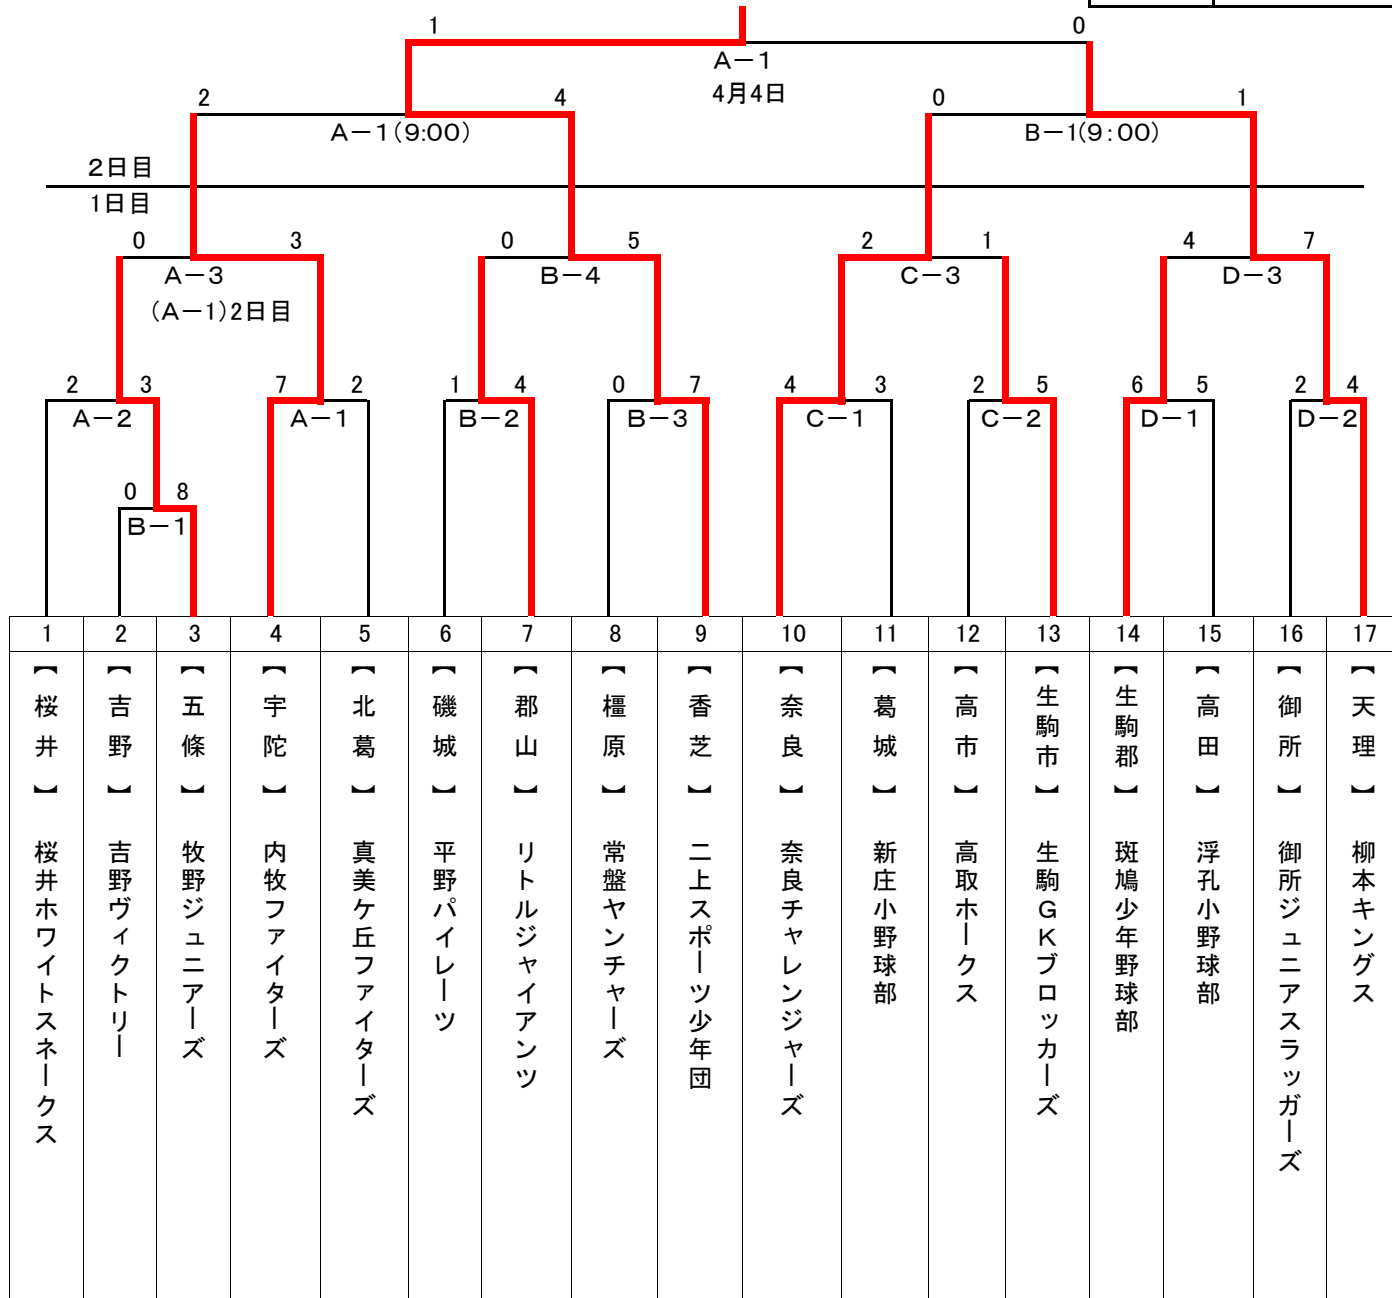 1
0
A-1
4月4日
2
4
0
1
A-1(9:00)
B-1(9:00)
2日目
1日目
0
3
0
5
2
1
4
7
A-3
B-4
C-3
D-3
(A-1)2日目
2
3
7
2
1
4
0
7
4
3
2
5
6
5
2
4
A-2
A-1
B-2
B-3
C-1
C-2
D-1
D-2
0
8
B-1
1
2
3
4
5
6
7
8
9
10
11
12
13
14
15
16
17
【桜井】 桜井ホワイトスネークス
【吉野】 吉野ヴィクトリー
【五條】 牧野ジュニアーズ
【宇陀】 内牧ファイターズ
【北葛】 真美ケ丘ファイターズ
【磯城】 平野パイレーツ
【郡山】 リトルジャイアンツ
【橿原】 常盤ヤンチャーズ
【香芝】 二上スポーツ少年団
【奈良】 奈良チャレンジャーズ
【葛城】 新庄小野球部
【高市】 高取ホークス
【生駒市】 生駒GKブロッカーズ
【生駒郡】 斑鳩少年野球部
【高田】 浮孔小野球部
【御所】 御所ジュニアスラッガーズ
【天理】 柳本キングス